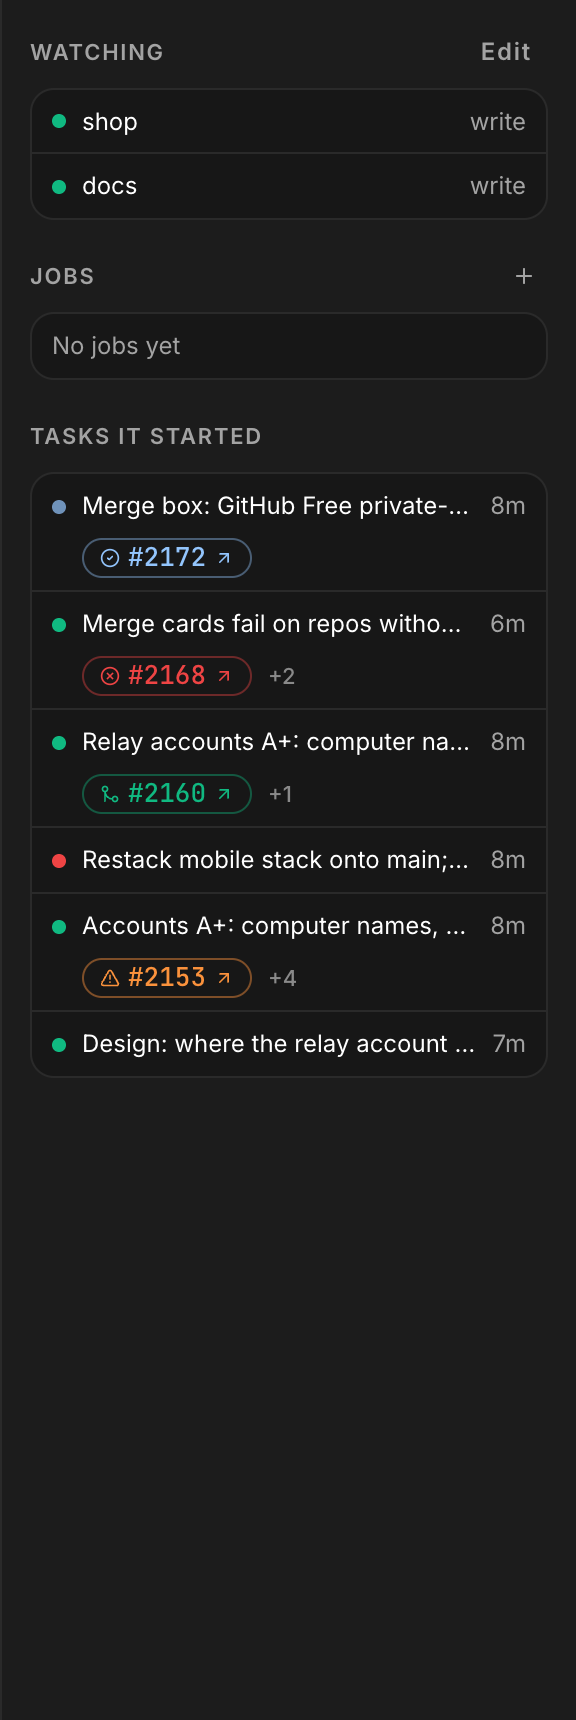 WATCHING Edit
shop write
docs write
JOBS +
No jobs yet
TASKS IT STARTED
Merge box: GitHub Free private-... 8m
#2172
Merge cards fail on repos witho... 6m
#2168 +2
Relay accounts A+: computer na... 8m
#2160 +1
Restack mobile stack onto main;... 8m
Accounts A+: computer names, ... 8m
#2153 +4
Design: where the relay account ... 7m